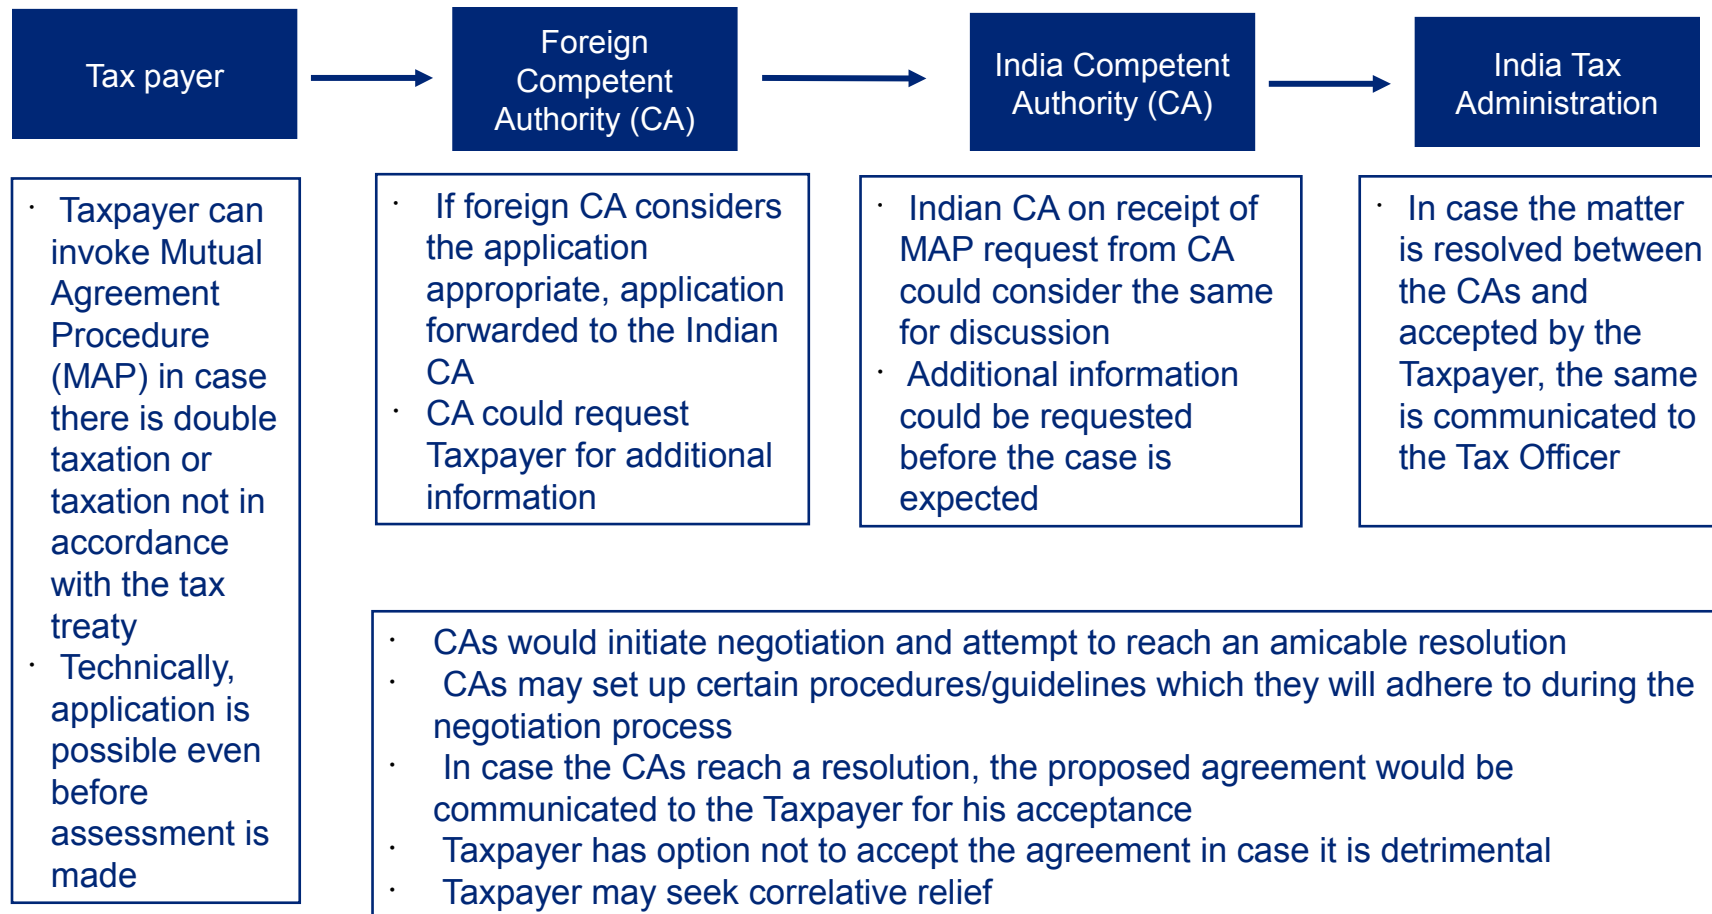 Tax payer
Foreign
Competent
Authority (CA)
India Competent
Authority (CA)
India Tax
Administration
· Taxpayer can
invoke Mutual
Agreement
Procedure
(MAP) in case
there is double
taxation or
taxation not in
accordance
with the tax
treaty
· Technically,
application is
possible even
before
assessment is
made
· If foreign CA considers
the application
appropriate, application
forwarded to the Indian
CA
· CA could request
Taxpayer for additional
information
· Indian CA on receipt of
MAP request from CA
could consider the same
for discussion
· Additional information
could be requested
before the case is
expected
· In case the matter
is resolved between
the CAs and
accepted by the
Taxpayer, the same
is communicated to
the Tax Officer
· CAs would initiate negotiation and attempt to reach an amicable resolution
· CAs may set up certain procedures/guidelines which they will adhere to during the
negotiation process
· In case the CAs reach a resolution, the proposed agreement would be
communicated to the Taxpayer for his acceptance
· Taxpayer has option not to accept the agreement in case it is detrimental
· Taxpayer may seek correlative relief